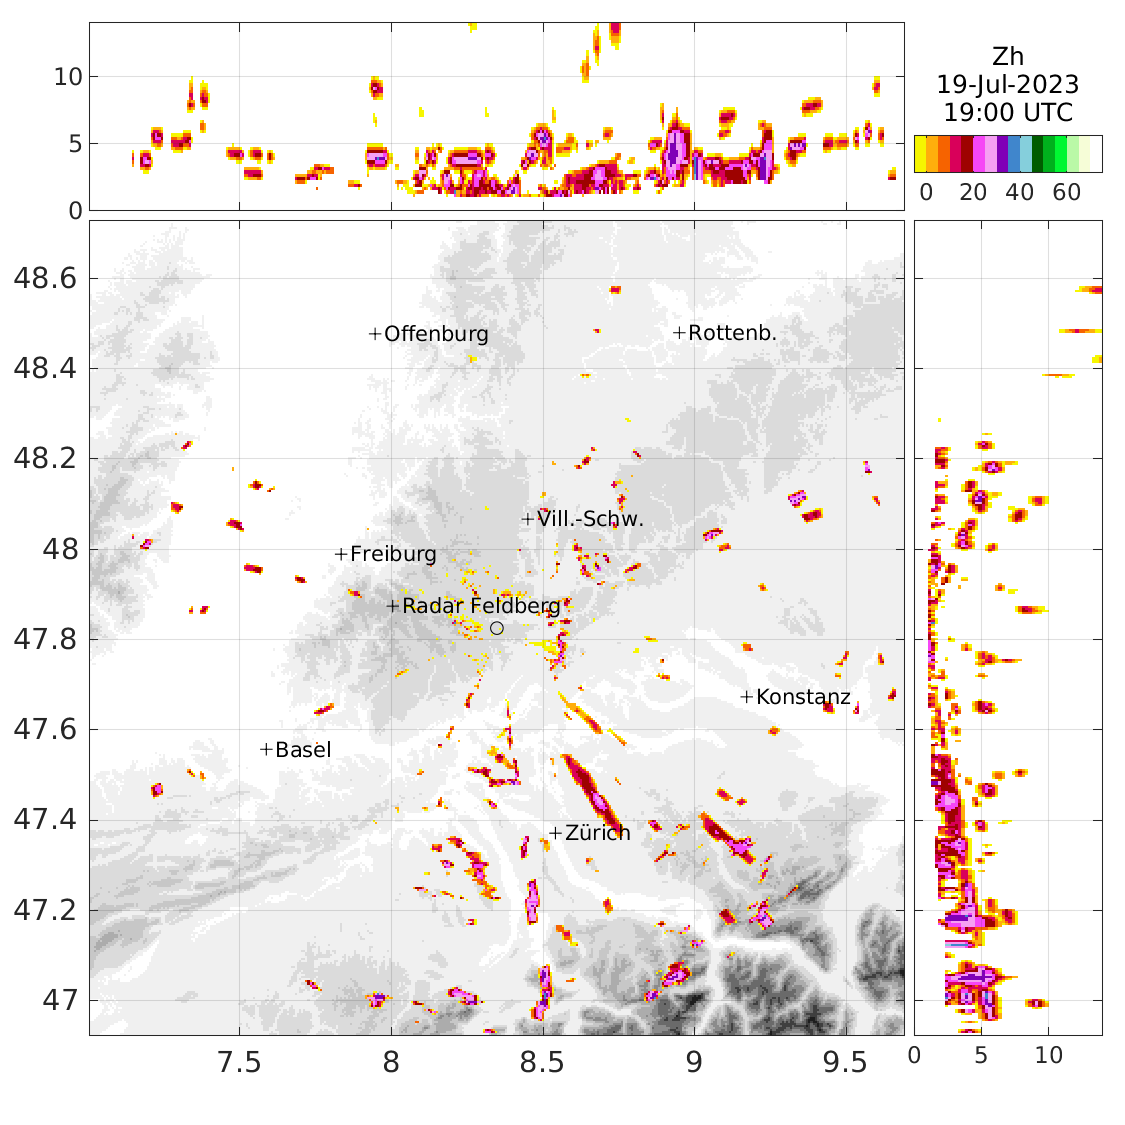 10
5
0
Zh
19-Jul-2023
19:00 UTC
0 20 40 60
48.6
48.4
48.2
48
47.8
47.6
47.4
47.2
47
+Offenburg
+Rottenb.
+Vill.-Schw.
+Freiburg
+Radar Feldberg
+Konstanz
+Basel
+Zürich
7.5 8 8.5 9 9.5
0 5 10